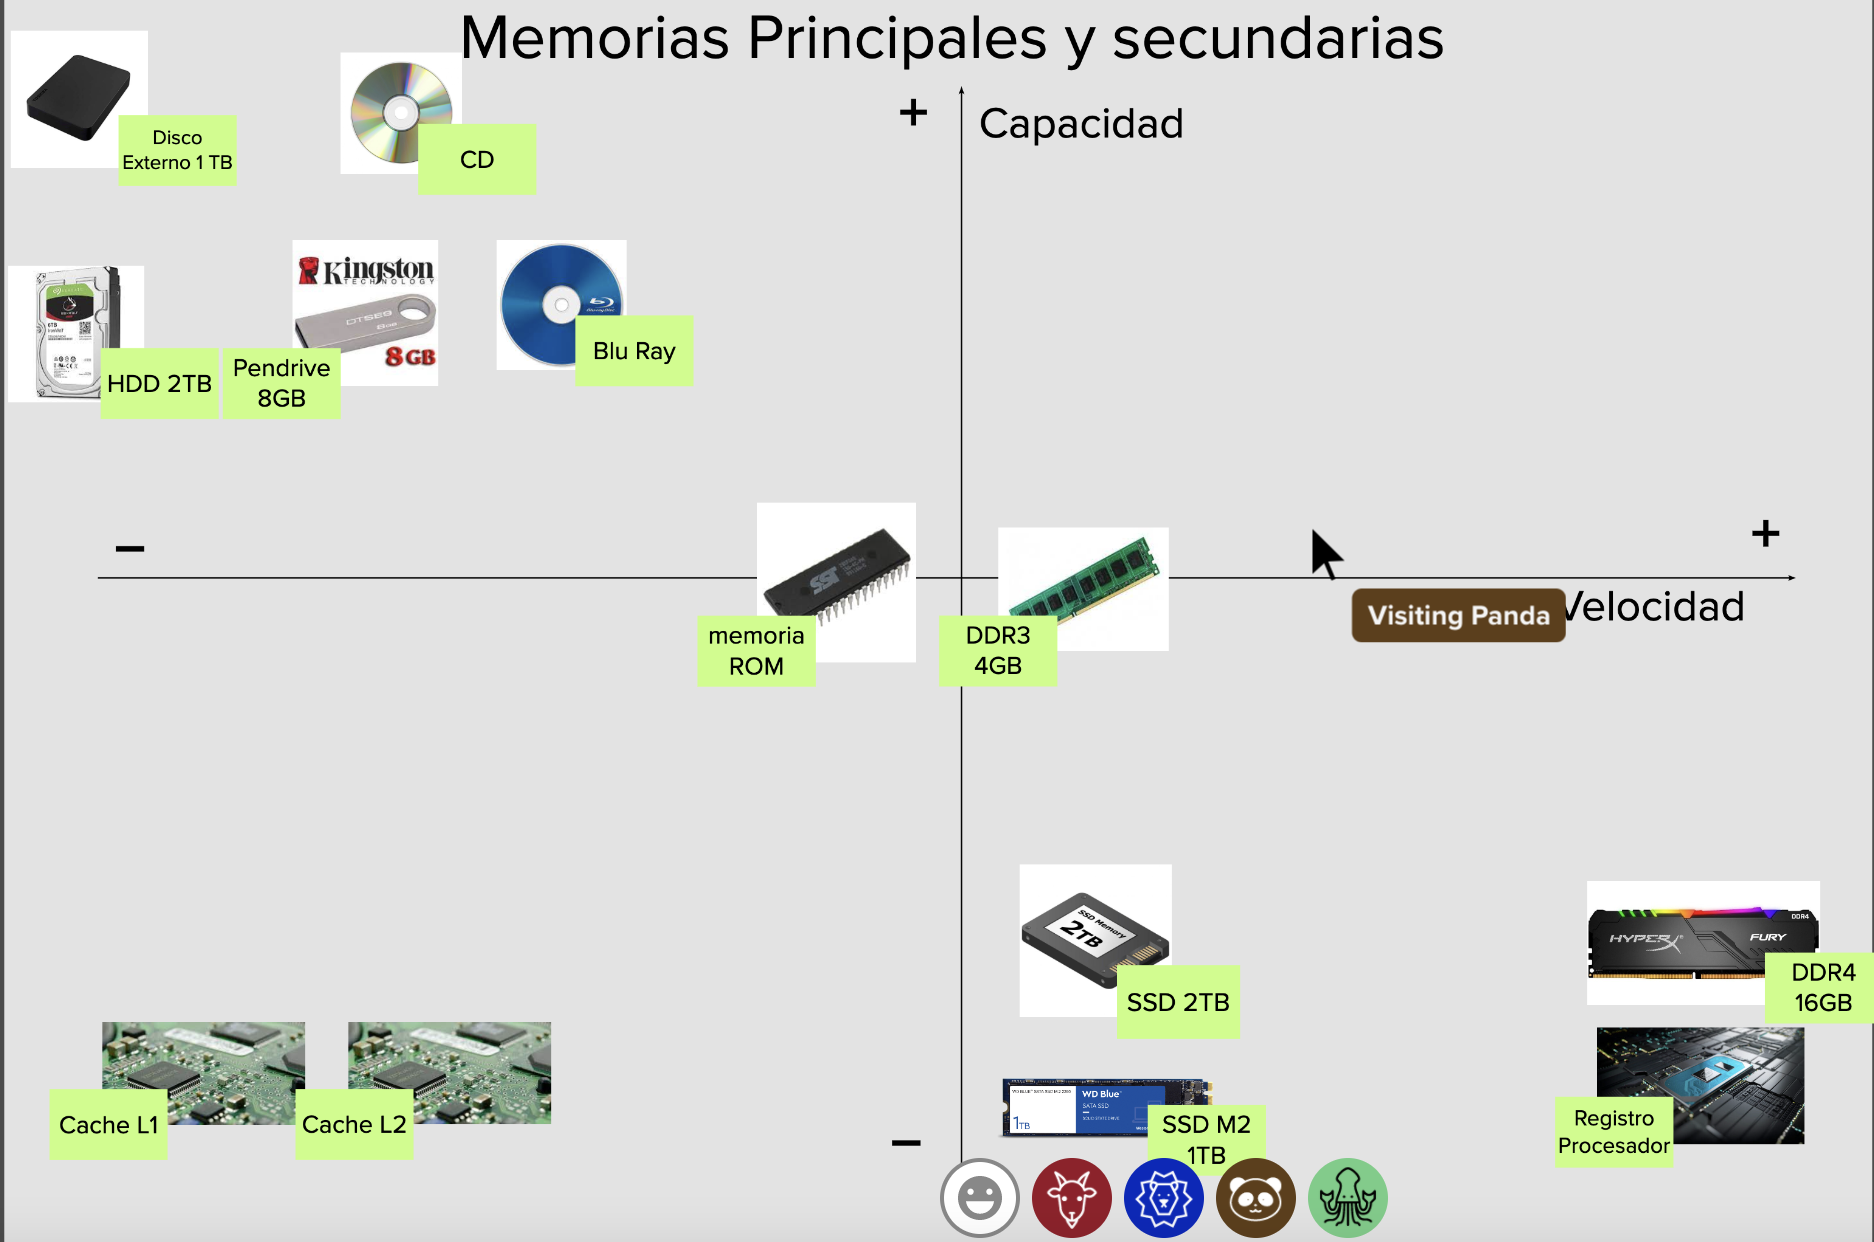 Memorias Principales y secundarias
+
Capacidad
Disco
Externo 1 TB
CD
Kingston
TECHNOLOGY
DTSE9
8GB
8GB
Blu Ray
HDD 2TB
Pendrive
8GB
−
+
SST
Velocidad
Visiting Panda
memoria
ROM
DDR3
4GB
SSD Memory
2TB
SSD 2TB
DDR4
HYPERX
FURY
DDR4
16GB
Cache L1
Cache L2
WD Blue
SATA SSD
1TB
SSD M2
1TB
−
Registro
Procesador